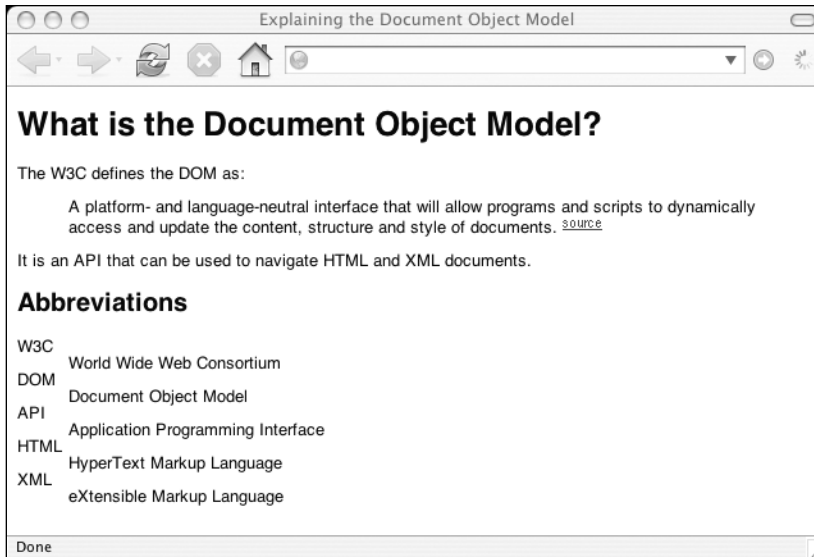 Explaining the Document Object Model
What is the Document Object Model?
The W3C defines the DOM as:
A platform- and language-neutral interface that will allow programs and scripts to dynamically
access and update the content, structure and style of documents. source
It is an API that can be used to navigate HTML and XML documents.
Abbreviations
W3C
World Wide Web Consortium
DOM
Document Object Model
API
Application Programming Interface
HTML
HyperText Markup Language
XML
eXtensible Markup Language
Done